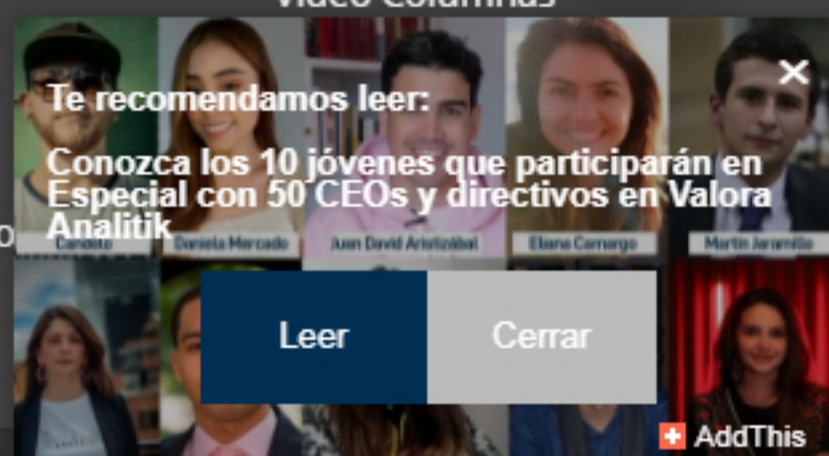 Video Columnas
Te recomendamos leer:
Conozca los 10 jóvenes que participarán en
Especial con 50 CEOs y directivos en Valora
Analitik
Candelo
Daniela Mercado
Juan David Aristizábal
Eliana Camargo
Martín Jaramillo
Leer
Cerrar
AddThis